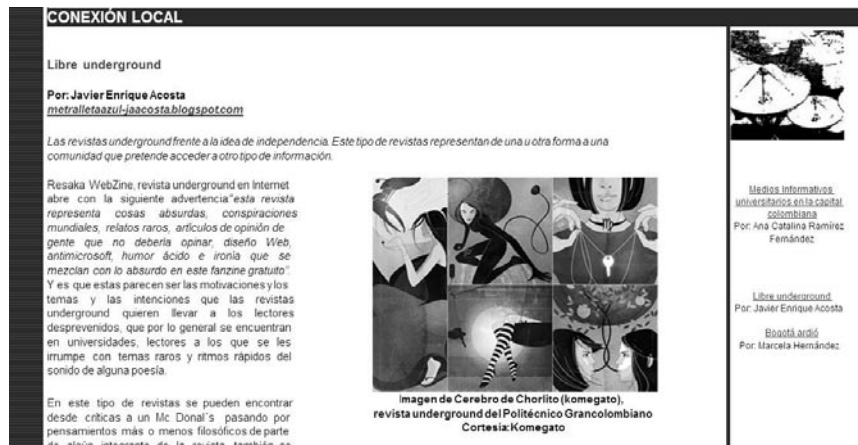 CONEXIÓN LOCAL
Libre underground
Por: Javier Enrique Acosta
metralletaazul-jaacosta.blogspot.com
Las revistas underground frente a la idea de independencia. Este tipo de revistas representan de una u otra forma a una
comunidad que pretende acceder a otro tipo de información.
Resaka WebZine, revista underground en Internet
abre con la siguiente advertencia "esta revista
representa cosas absurdas, conspiraciones
mundiales, relatos raros, artículos de opinión de
gente que no debería opinar, diseño Web,
antimicrosoft, humor ácido e ironía que se
mezclan con lo absurdo en este fanzine gratuito".
Y es que estas parecen ser las motivaciones y los
temas y las intenciones que las revistas
underground quieren llevar a los lectores
desprevenidos, que por lo general se encuentran
en universidades, lectores a los que se les
irrumpe con temas raros y ritmos rápidos del
sonido de alguna poesía.
En este tipo de revistas se pueden encontrar
desde críticas a un Mc Donal´s pasando por
pensamientos más o menos filosóficos de parte
de algún integrante de la revista, también se
Imagen de Cerebro de Chorlito (komegato),
revista underground del Politécnico Grancolombiano
Cortesía: Komegato
Medios Informativos
universitarios en la capital
colombiana
Por: Ana Catalina Ramírez
Fernández
Libre underground
Por: Javier Enrique Acosta
Bogotá ardió
Por: Marcela Hernández